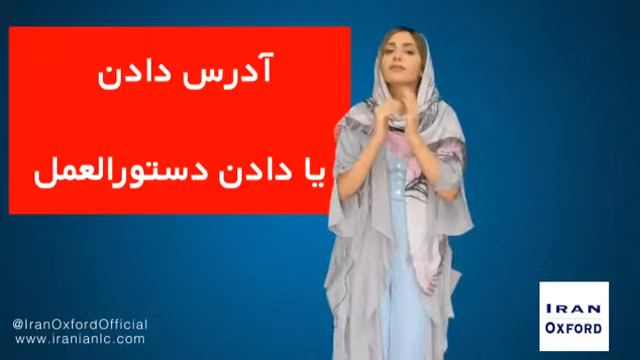 آدرس دادن
یا دادن دستورالعمل
@IranOxfordOfficial
www.iranianlc.com
IRAN
OXFORD